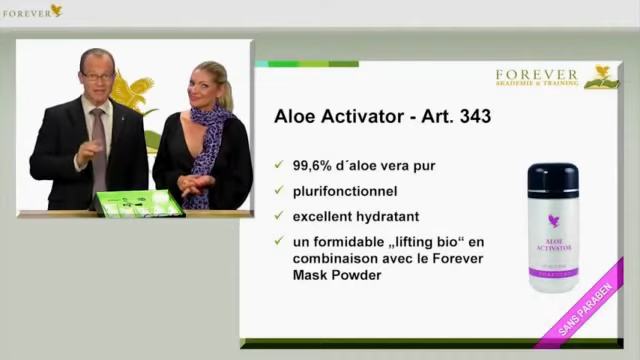 FOREVER
FOREVER
AKADEMIE & TRAINING
Aloe Activator - Art. 343
99,6% d´aloe vera pur
plurifonctionnel
excellent hydratant
un formidable „lifting bio“ en
combinaison avec le Forever
Mask Powder
ALOE
ACTIVATOR
SANS PARABEN